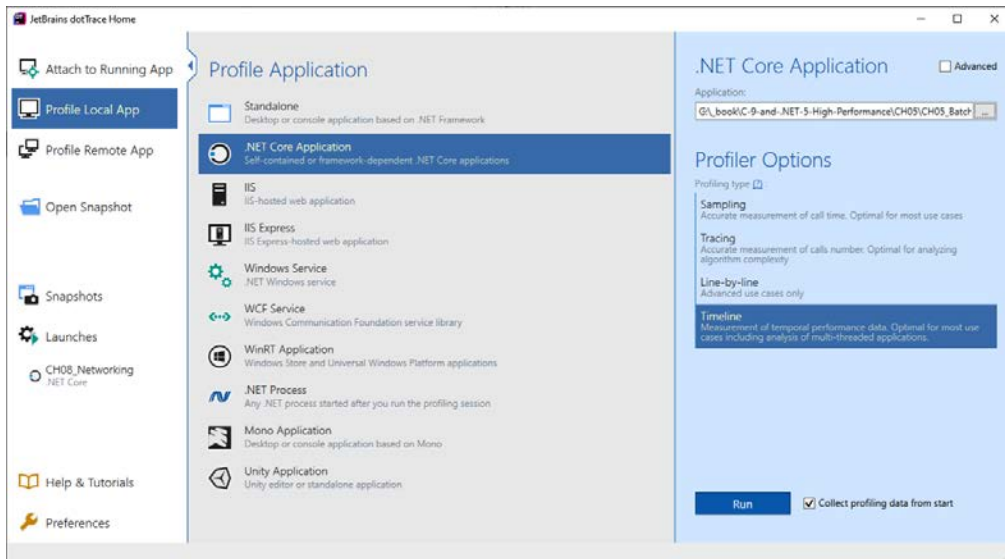 JetBrains dotTrace Home
Attach to Running App
Profile Local App
Profile Remote App
Open Snapshot
Snapshots
Launches
CH08_Networking
.NET Core
Help & Tutorials
Preferences
Profile Application
Standalone
Desktop or console application based on .NET Framework
.NET Core Application
Self-contained or framework-dependent .NET Core applications
IIS
IIS-hosted web application
IIS Express
IIS Express-hosted web application
Windows Service
.NET Windows service
WCF Service
Windows Communication Foundation service library
WinRT Application
Windows Store and Universal Windows Platform applications
.NET Process
Any .NET process started after you run the profiling session
Mono Application
Desktop or console application based on Mono
Unity Application
Unity editor or standalone application
.NET Core Application
Advanced
Application:
G:\_book\C-9-and-.NET-5-High-Performance\CH05\CH05_Batch ...
Profiler Options
Profiling type [?]
Sampling
Accurate measurement of call time. Optimal for most use cases
Tracing
Accurate measurement of calls number. Optimal for analyzing
algorithm complexity
Line-by-line
Advanced use cases only
Timeline
Measurement of temporal performance data. Optimal for most use
cases including analysis of multi-threaded applications.
Run
Collect profiling data from start